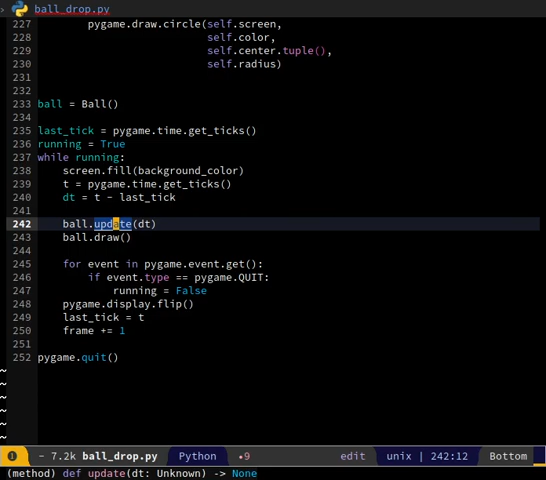 ball_drop.py
227 pygame.draw.circle(self.screen,
228 self.color,
229 self.center.tuple(),
230 self.radius)
231
232
233 ball = Ball()
234
235 last_tick = pygame.time.get_ticks()
236 running = True
237 while running:
238 screen.fill(background_color)
239 t = pygame.time.get_ticks()
240 dt = t - last_tick
241
242 ball.update(dt)
243 ball.draw()
244
245 for event in pygame.event.get():
246 if event.type == pygame.QUIT:
247 running = False
248 pygame.display.flip()
249 last_tick = t
250 frame += 1
251
252 pygame.quit()
~
~
~
~
~
~
1 - 7.2k ball_drop.py Python •9 edit unix | 242:12 Bottom
(method) def update(dt: Unknown) -> None